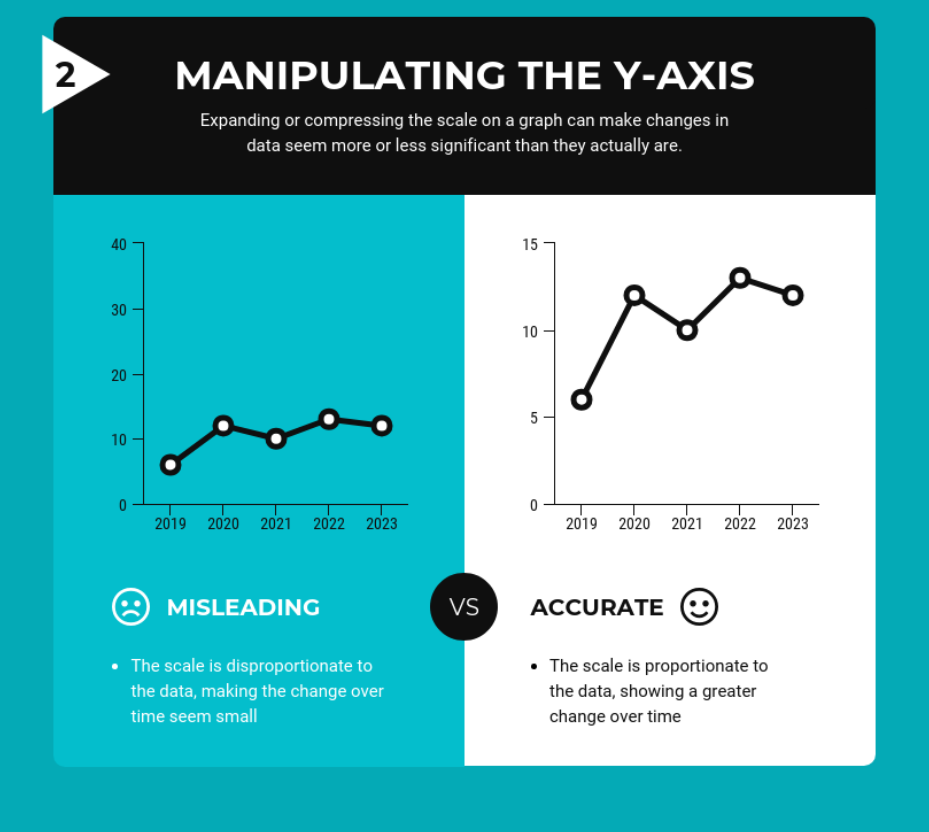 2
MANIPULATING THE Y-AXIS
Expanding or compressing the scale on a graph can make changes in
data seem more or less significant than they actually are.
40
30
20
10
0
2019 2020 2021 2022 2023
15
10
5
0
2019 2020 2021 2022 2023
MISLEADING
VS
ACCURATE
• The scale is disproportionate to
the data, making the change over
time seem small
• The scale is proportionate to
the data, showing a greater
change over time